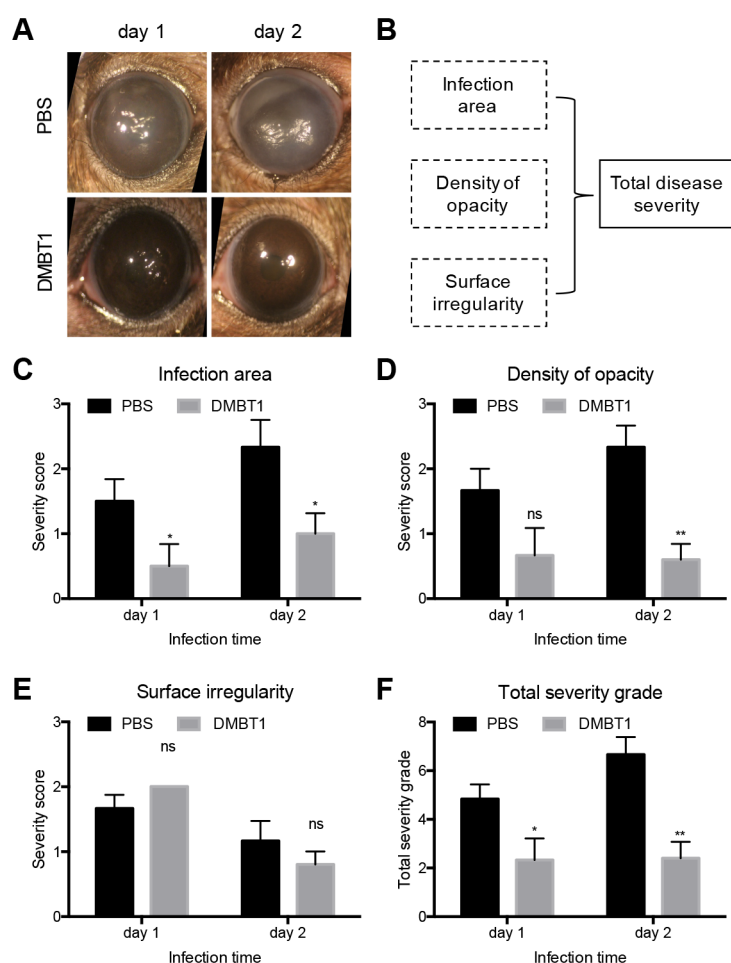 A
day 1
day 2
PBS
DMBT1
B
Infection
area
Density of
opacity
Surface
irregularity
Total disease
severity
C
Infection area
PBS
DMBT1
3
2
1
0
Severity score
*
*
day 1
day 2
Infection time
D
Density of opacity
PBS
DMBT1
3
2
1
0
Severity score
ns
**
day 1
day 2
Infection time
E
Surface irregularity
PBS
DMBT1
3
2
1
0
Severity score
ns
ns
day 1
day 2
Infection time
F
Total severity grade
PBS
DMBT1
8
6
4
2
0
Total severity grade
*
**
day 1
day 2
Infection time